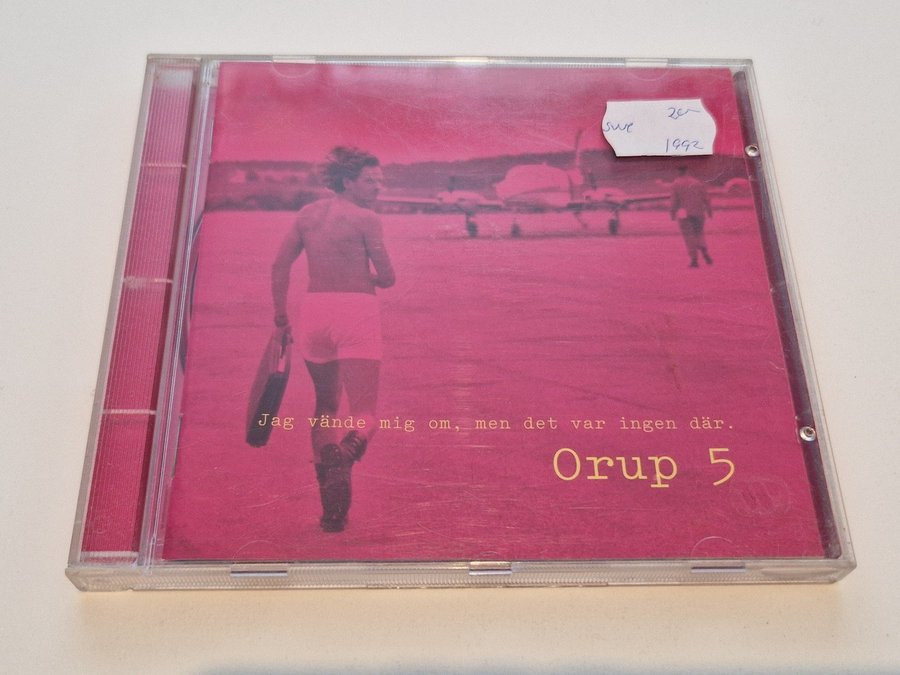 swe
1992
Jag vände mig om, men det var ingen där.
Orup 5